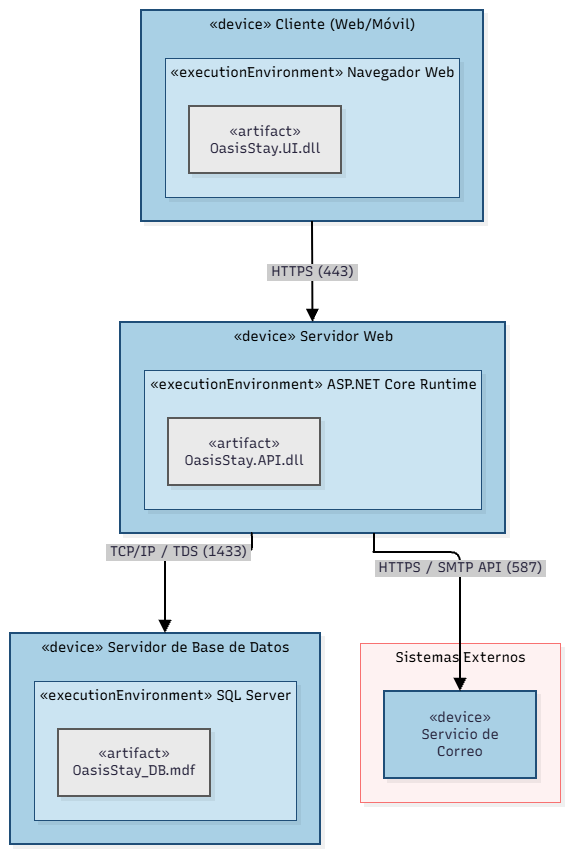 «device» Cliente (Web/Móvil)
«executionEnvironment» Navegador Web
«artifact»
OasisStay.UI.dll
HTTPS (443)
«device» Servidor Web
«executionEnvironment» ASP.NET Core Runtime
«artifact»
OasisStay.API.dll
TCP/IP / TDS (1433)
HTTPS / SMTP API (587)
«device» Servidor de Base de Datos
«executionEnvironment» SQL Server
«artifact»
OasisStay_DB.mdf
Sistemas Externos
«device»
Servicio de
Correo